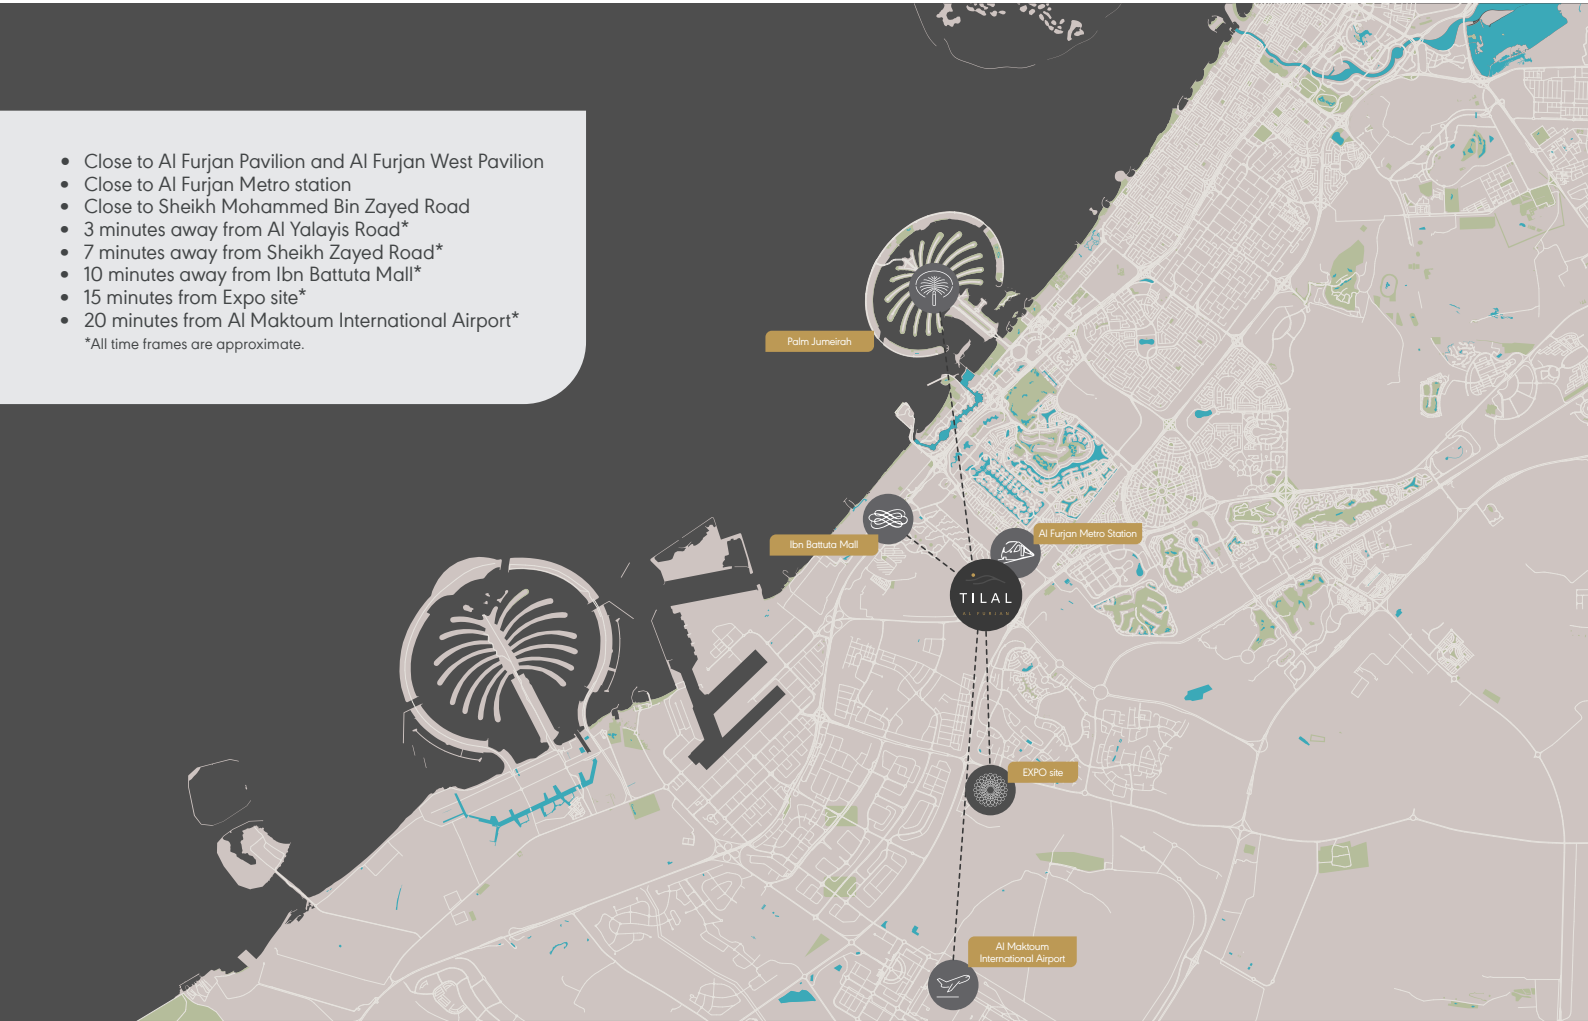 • Close to Al Furjan Pavilion and Al Furjan West Pavilion
• Close to Al Furjan Metro station
• Close to Sheikh Mohammed Bin Zayed Road
• 3 minutes away from Al Yalayis Road*
• 7 minutes away from Sheikh Zayed Road*
• 10 minutes away from Ibn Battuta Mall*
• 15 minutes from Expo site*
• 20 minutes from Al Maktoum International Airport*
*All time frames are approximate.
Palm Jumeirah
Al Furjan Metro Station
Ibn Battuta Mall
TILAL
AL FURJAN
EXPO site
Al Maktoum
International Airport